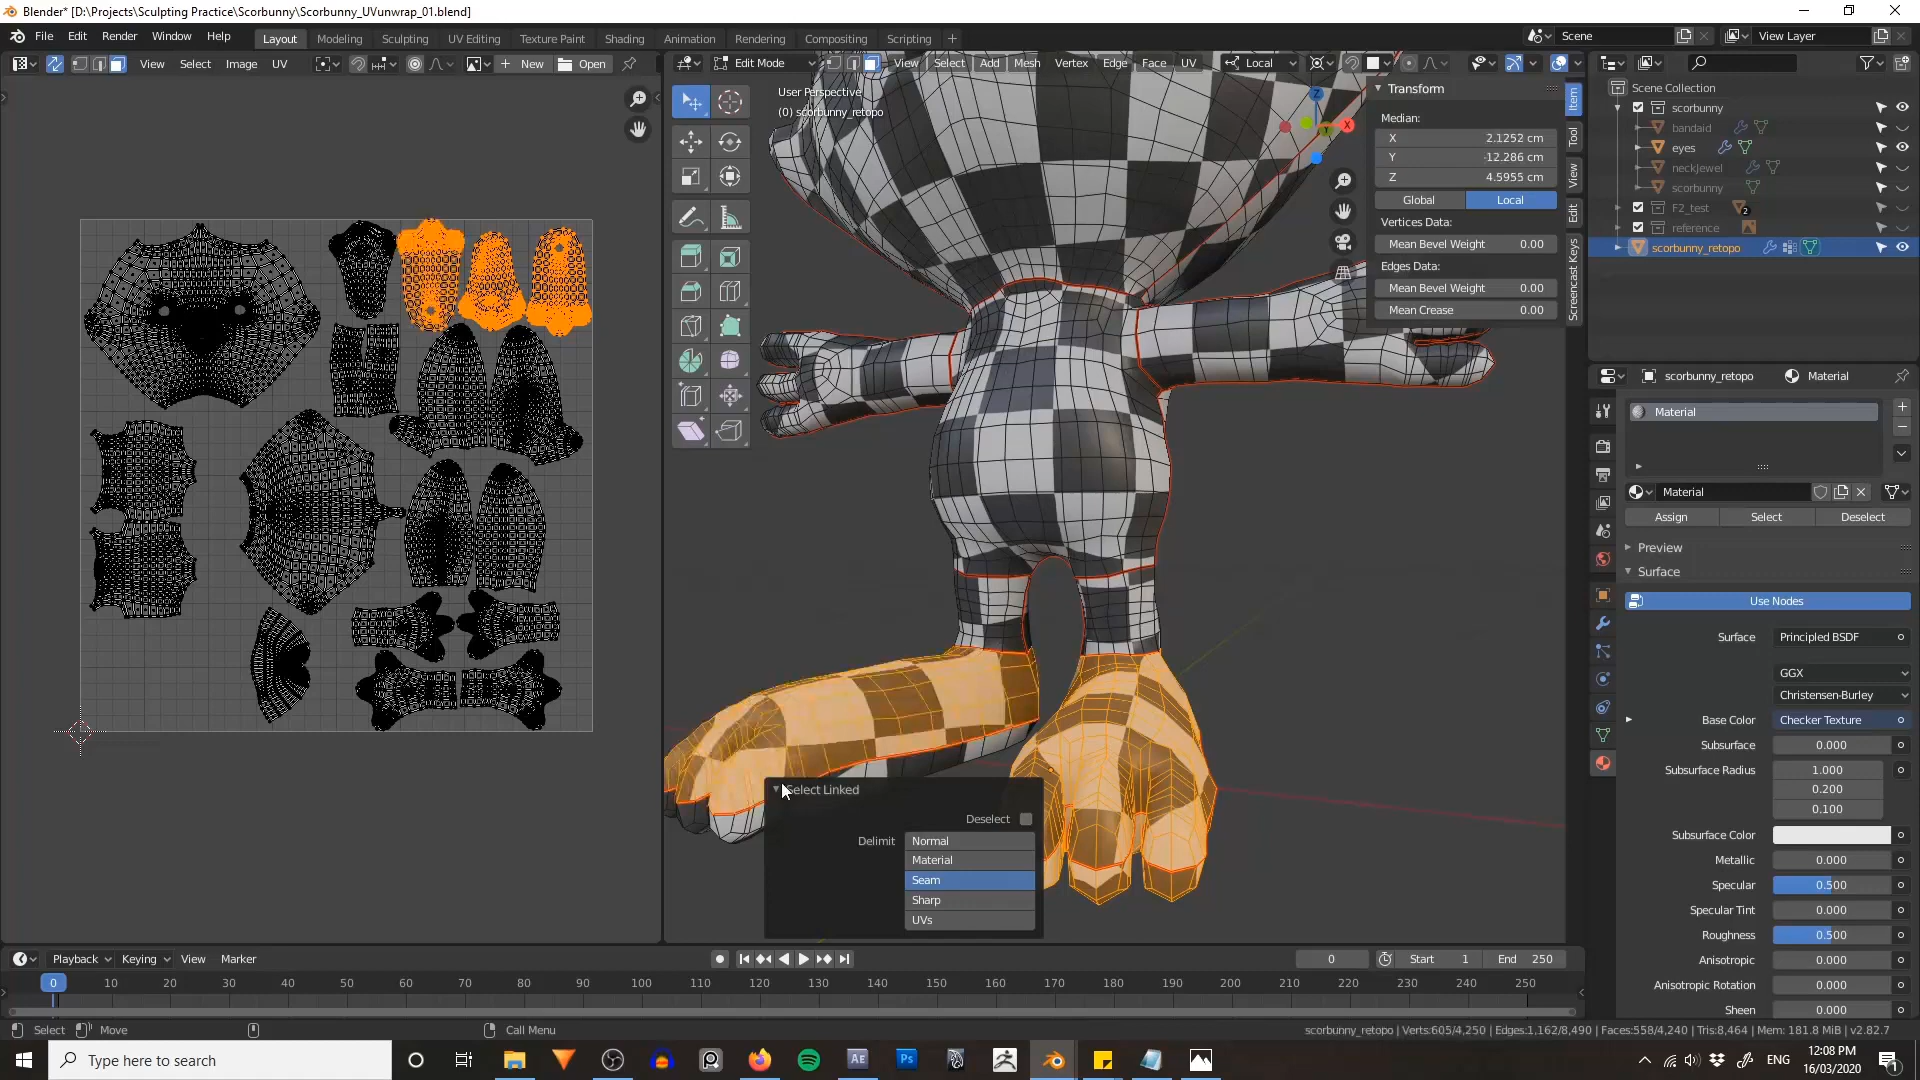 Blender* [D:\Projects\Sculpting Practice\Scorbunny\Scorbunny_UVunwrap_01.blend]
File Edit Render Window Help Layout Modeling Sculpting UV Editing Texture Paint Shading Animation Rendering Compositing Scripting + Scene View Layer
View Select Image UV + New Open Edit Mode View Select Add Mesh Vertex Edge Face UV Local
User Perspective
(0) scorbunny_retopo
Transform
Median:
X 2.1252 cm
Y -12.286 cm
Z 4.5955 cm
Global Local
Vertices Data:
Mean Bevel Weight 0.00
Edges Data:
Mean Bevel Weight 0.00
Mean Crease 0.00
Item
Tool
View
Edit
Screencast Keys
Z
X
Y
Scene Collection
scorbunny
bandaid
eyes
neckJewel
scorbunny
F2_test 2
reference
scorbunny_retopo
scorbunny_retopo Material
Material
Material
Assign Select Deselect
Preview
Surface
Use Nodes
Surface Principled BSDF
GGX
Christensen-Burley
Base Color Checker Texture
Subsurface 0.000
Subsurface Radius 1.000
0.200
0.100
Subsurface Color
Metallic 0.000
Specular 0.500
Specular Tint 0.000
Roughness 0.500
Anisotropic 0.000
Anisotropic Rotation 0.000
Sheen 0.000
Select Linked
Deselect
Delimit Normal
Material
Seam
Sharp
UVs
Playback Keying View Marker 0 Start 1 End 250
0 10 20 30 40 50 60 70 80 90 100 110 120 130 140 150 160 170 180 190 200 210 220 230 240 250
Select Move Call Menu scorbunny_retopo | Verts:605/4,250 | Edges:1,162/8,490 | Faces:558/4,240 | Tris:8,464 | Mem: 181.8 MiB | v2.82.7
Type here to search Ae Ps ENG 12:08 PM
16/03/2020 1